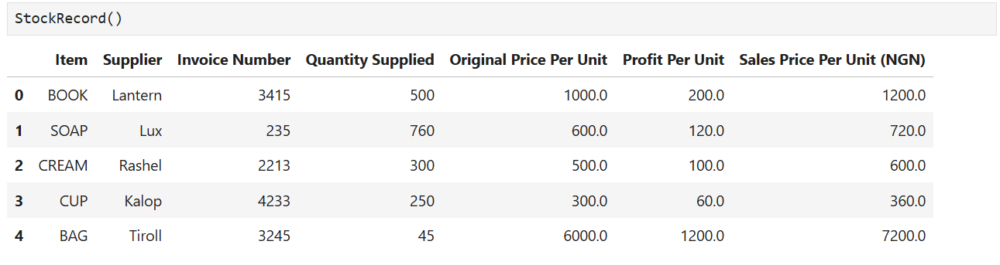 StockRecord()
Item Supplier Invoice Number Quantity Supplied Original Price Per Unit Profit Per Unit Sales Price Per Unit (NGN)
0 BOOK Lantern 3415 500 1000.0 200.0 1200.0
1 SOAP Lux 235 760 600.0 120.0 720.0
2 CREAM Rashel 2213 300 500.0 100.0 600.0
3 CUP Kalop 4233 250 300.0 60.0 360.0
4 BAG Tiroll 3245 45 6000.0 1200.0 7200.0